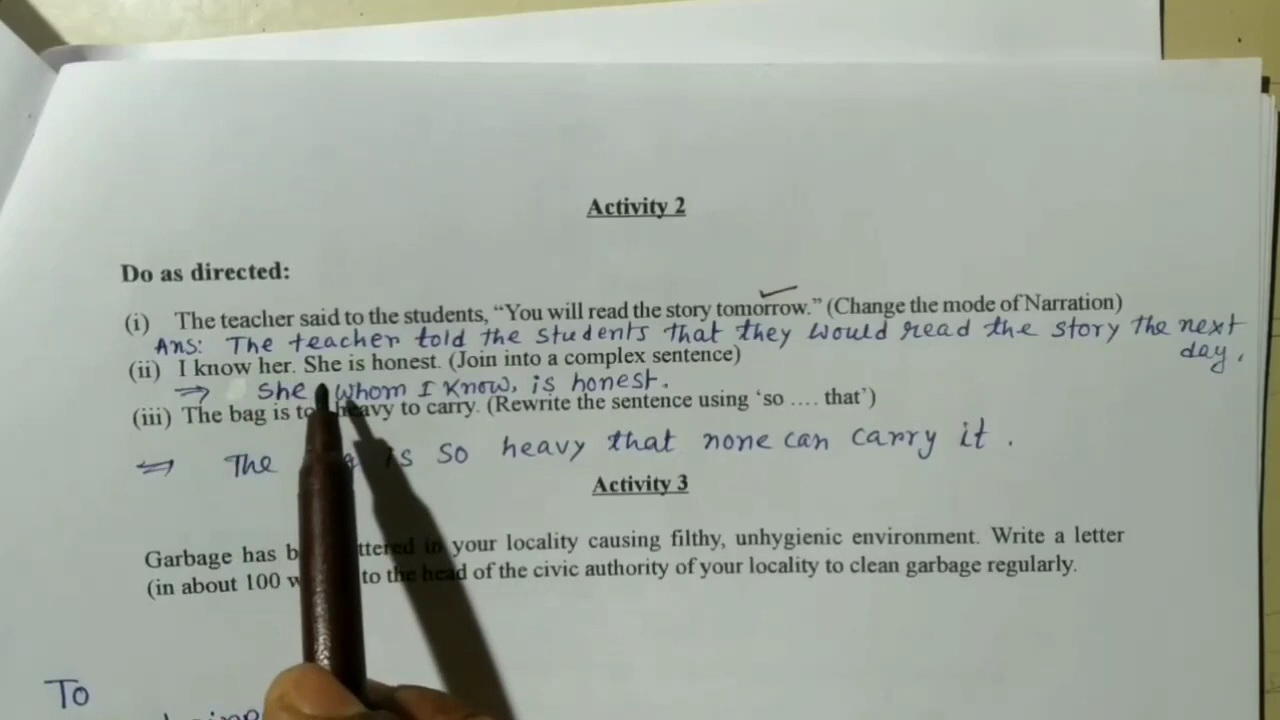 Activity 2
Do as directed:
(i) The teacher said to the students, “You will read the story tomorrow.” (Change the mode of Narration)
Ans: The teacher told the students that they would read the story the next day.
(ii) I know her. She is honest. (Join into a complex sentence)
⇒ She, whom I know, is honest.
(iii) The bag is too heavy to carry. (Rewrite the sentence using ‘so .... that’)
⇒ The is so heavy that none can carry it.
Activity 3
Garbage has in your locality causing filthy, unhygienic environment. Write a letter
(in about 100 to the head of the civic authority of your locality to clean garbage regularly.
To